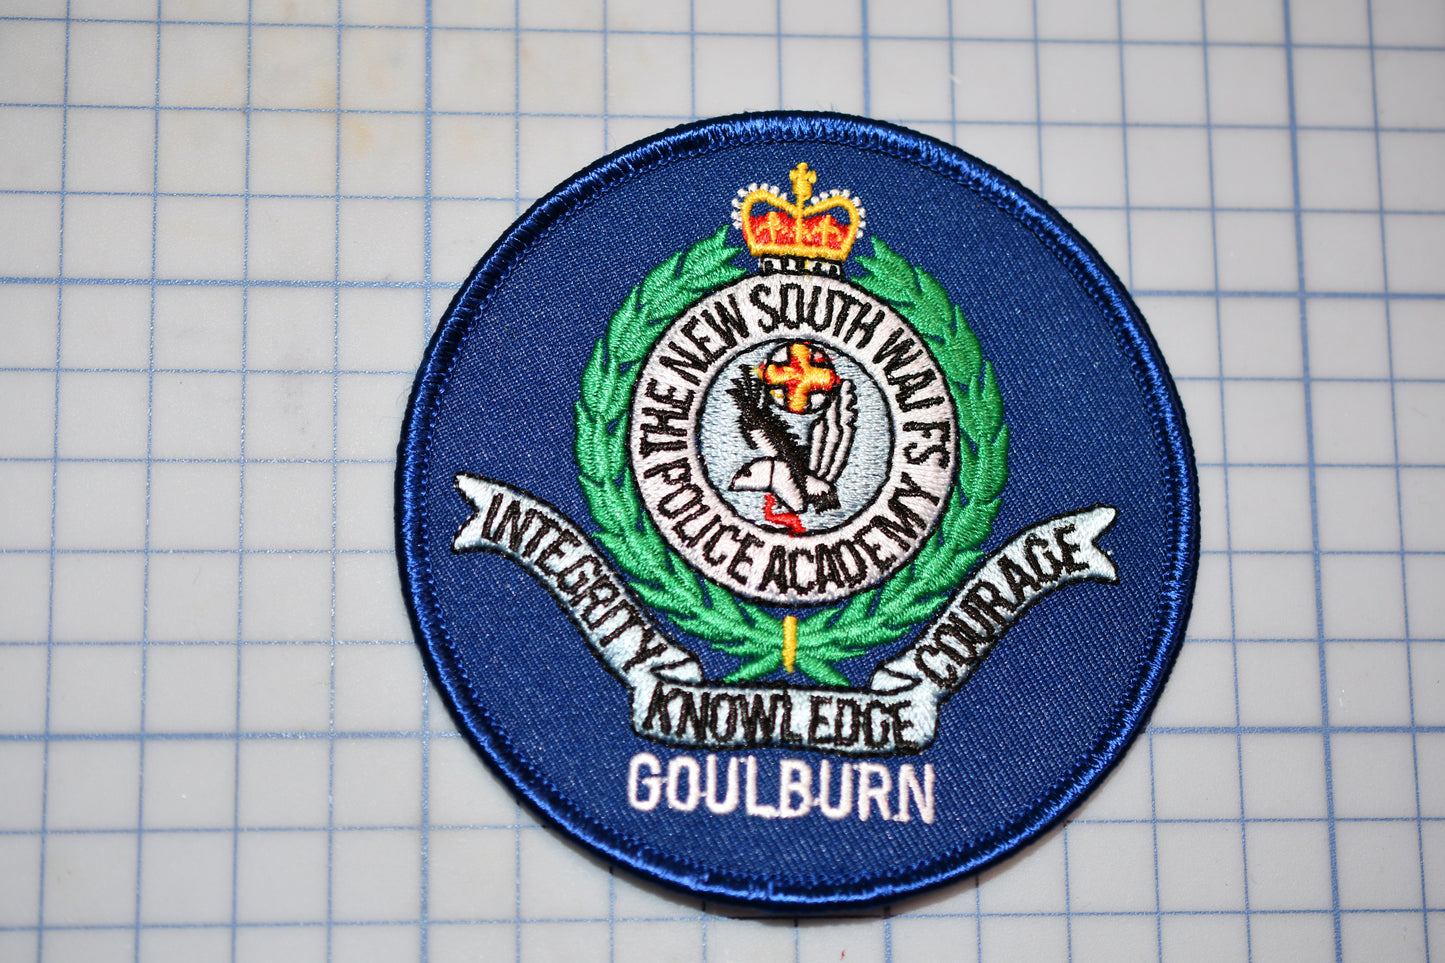 THE NEW SOUTH WALES
POLICE ACADEMY
INTEGRITY
KNOWLEDGE
COURAGE
GOULBURN